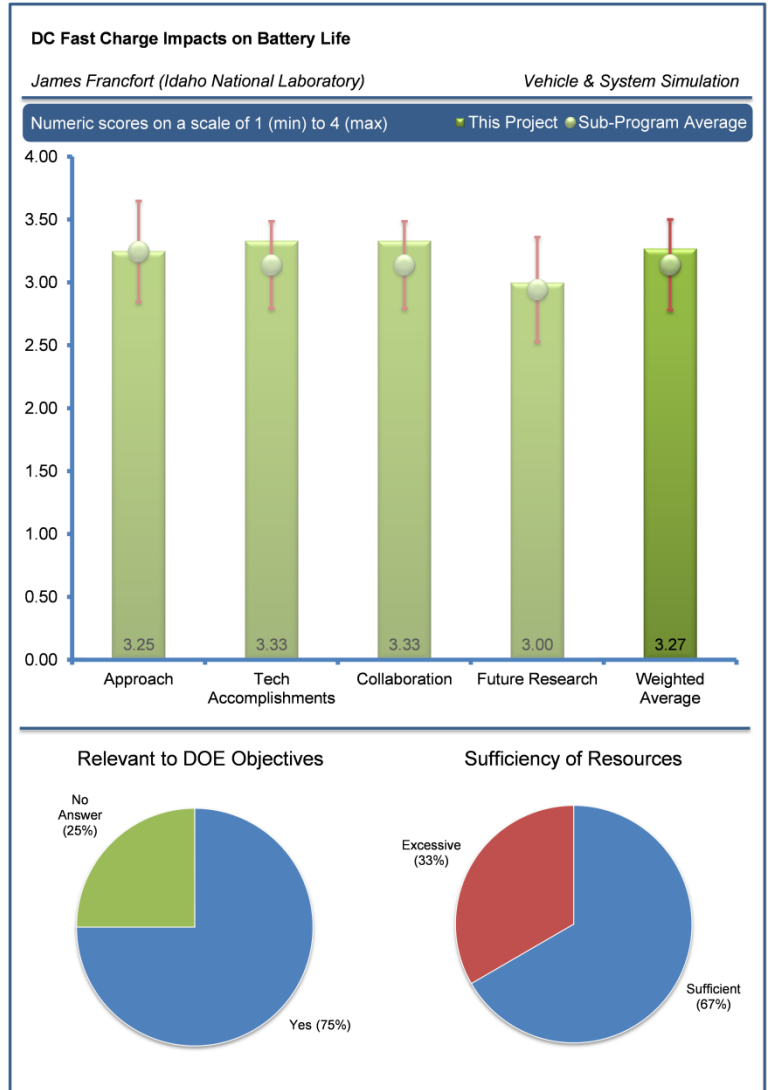 DC Fast Charge Impacts on Battery Life
James Francfort (Idaho National Laboratory) Vehicle & System Simulation
Numeric scores on a scale of 1 (min) to 4 (max) This Project Sub-Program Average
4.00
3.50
3.00
2.50
2.00
1.50
1.00
0.50
0.00
3.25 3.33 3.33 3.00 3.27
Approach Tech Accomplishments Collaboration Future Research Weighted Average
Relevant to DOE Objectives
No
Answer
(25%)
Yes (75%)
Sufficiency of Resources
Excessive
(33%)
Sufficient
(67%)